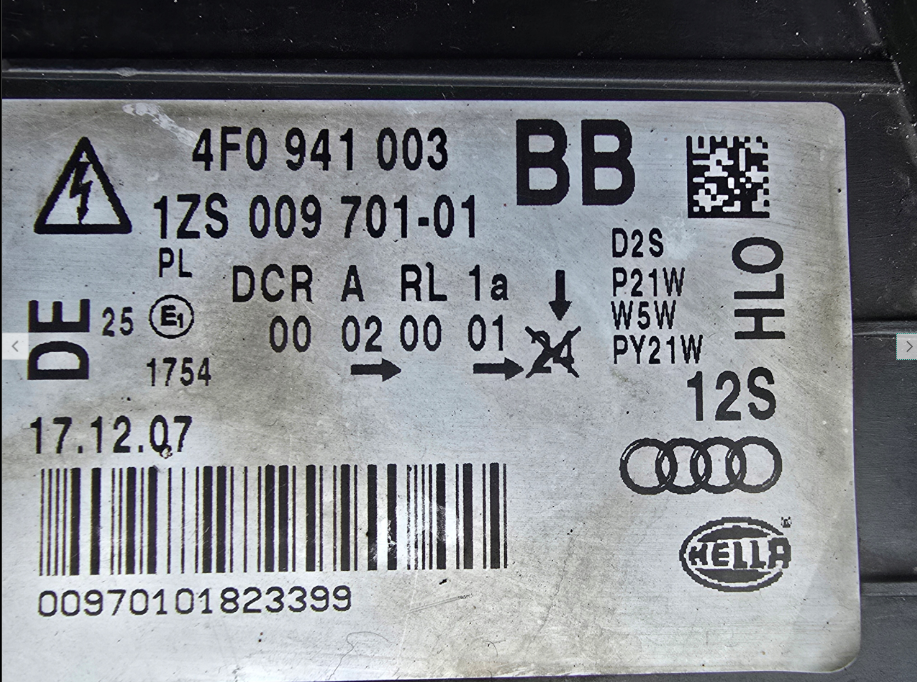 4F0 941 003 BB
1ZS 009 701-01
PL
DCR A RL 1a
DE 25 E1 00 02 00 01 24
1754
D2S
P21W
W5W
PY21W
HLO
12S
17.12.07
00970101823399
HELLA